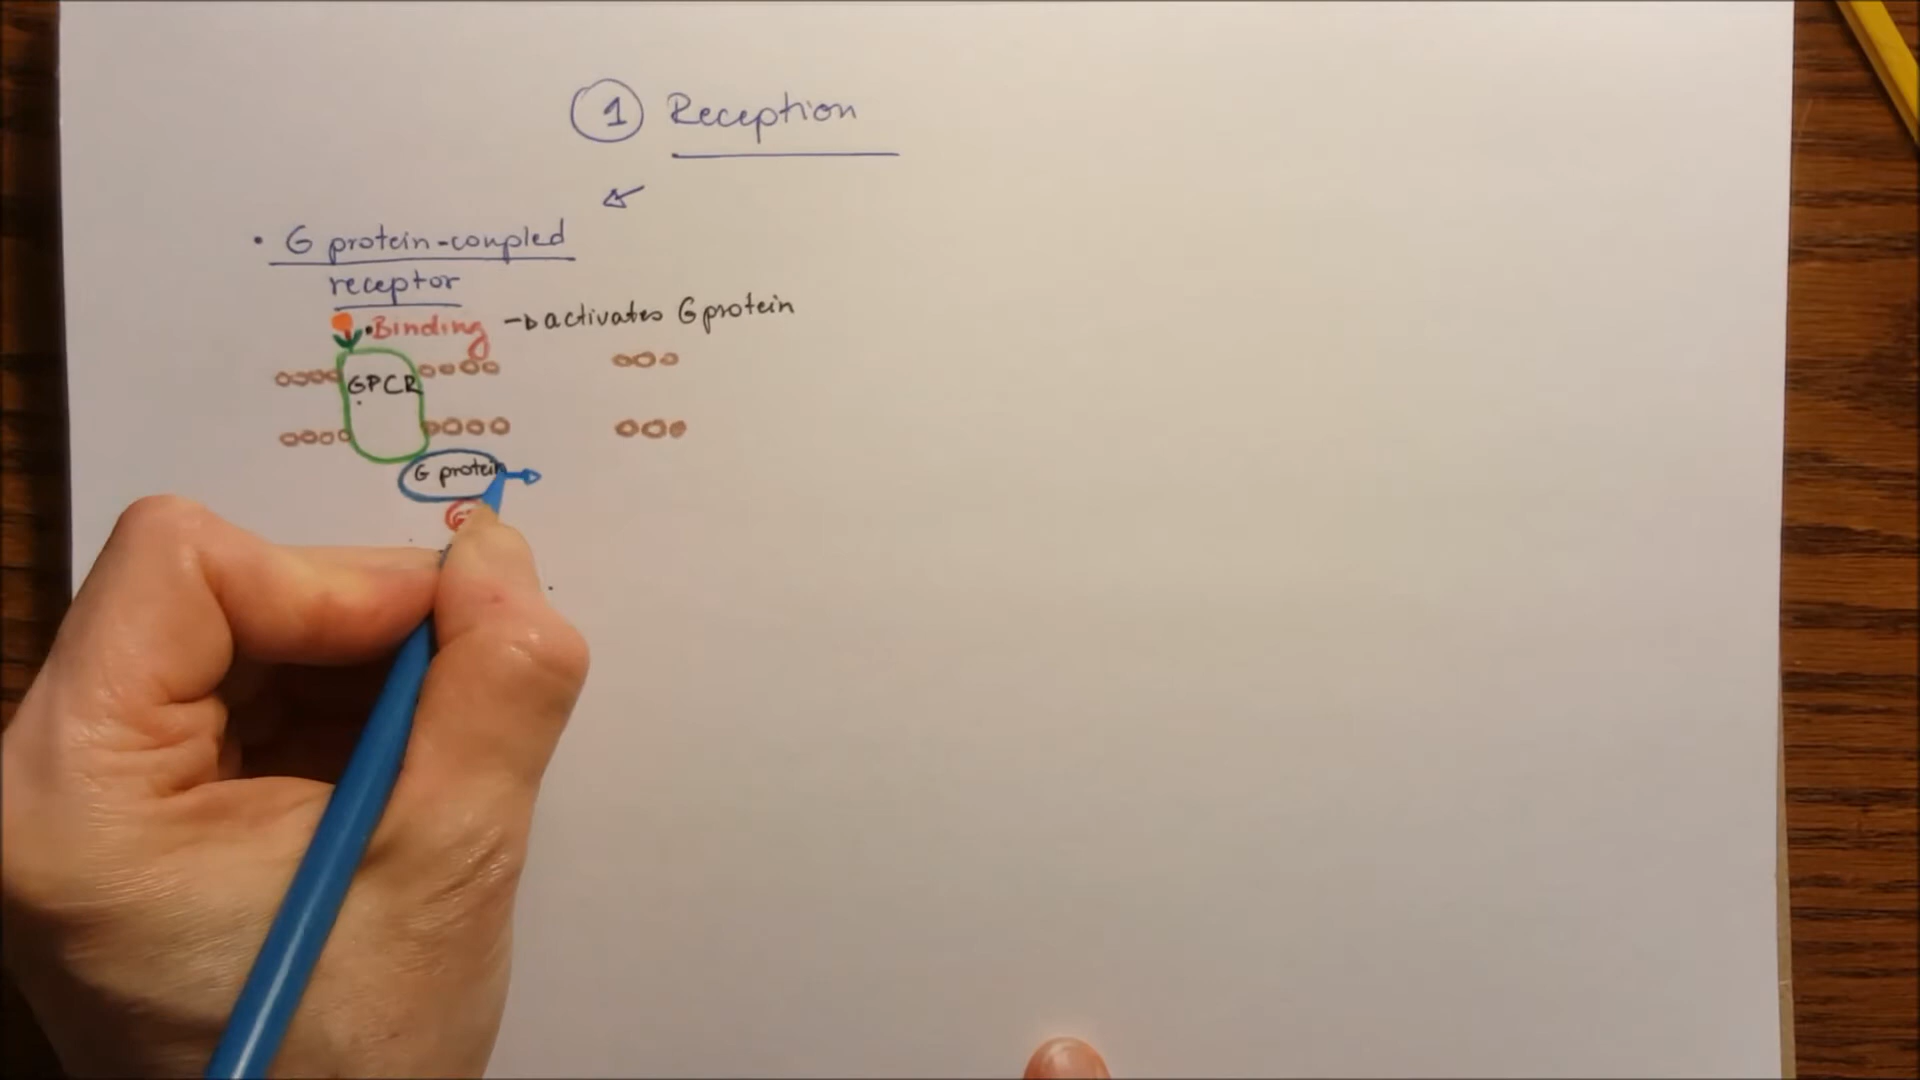 1 Reception
• G protein-coupled
receptor
•Binding → activates G protein
GPCR
G protein